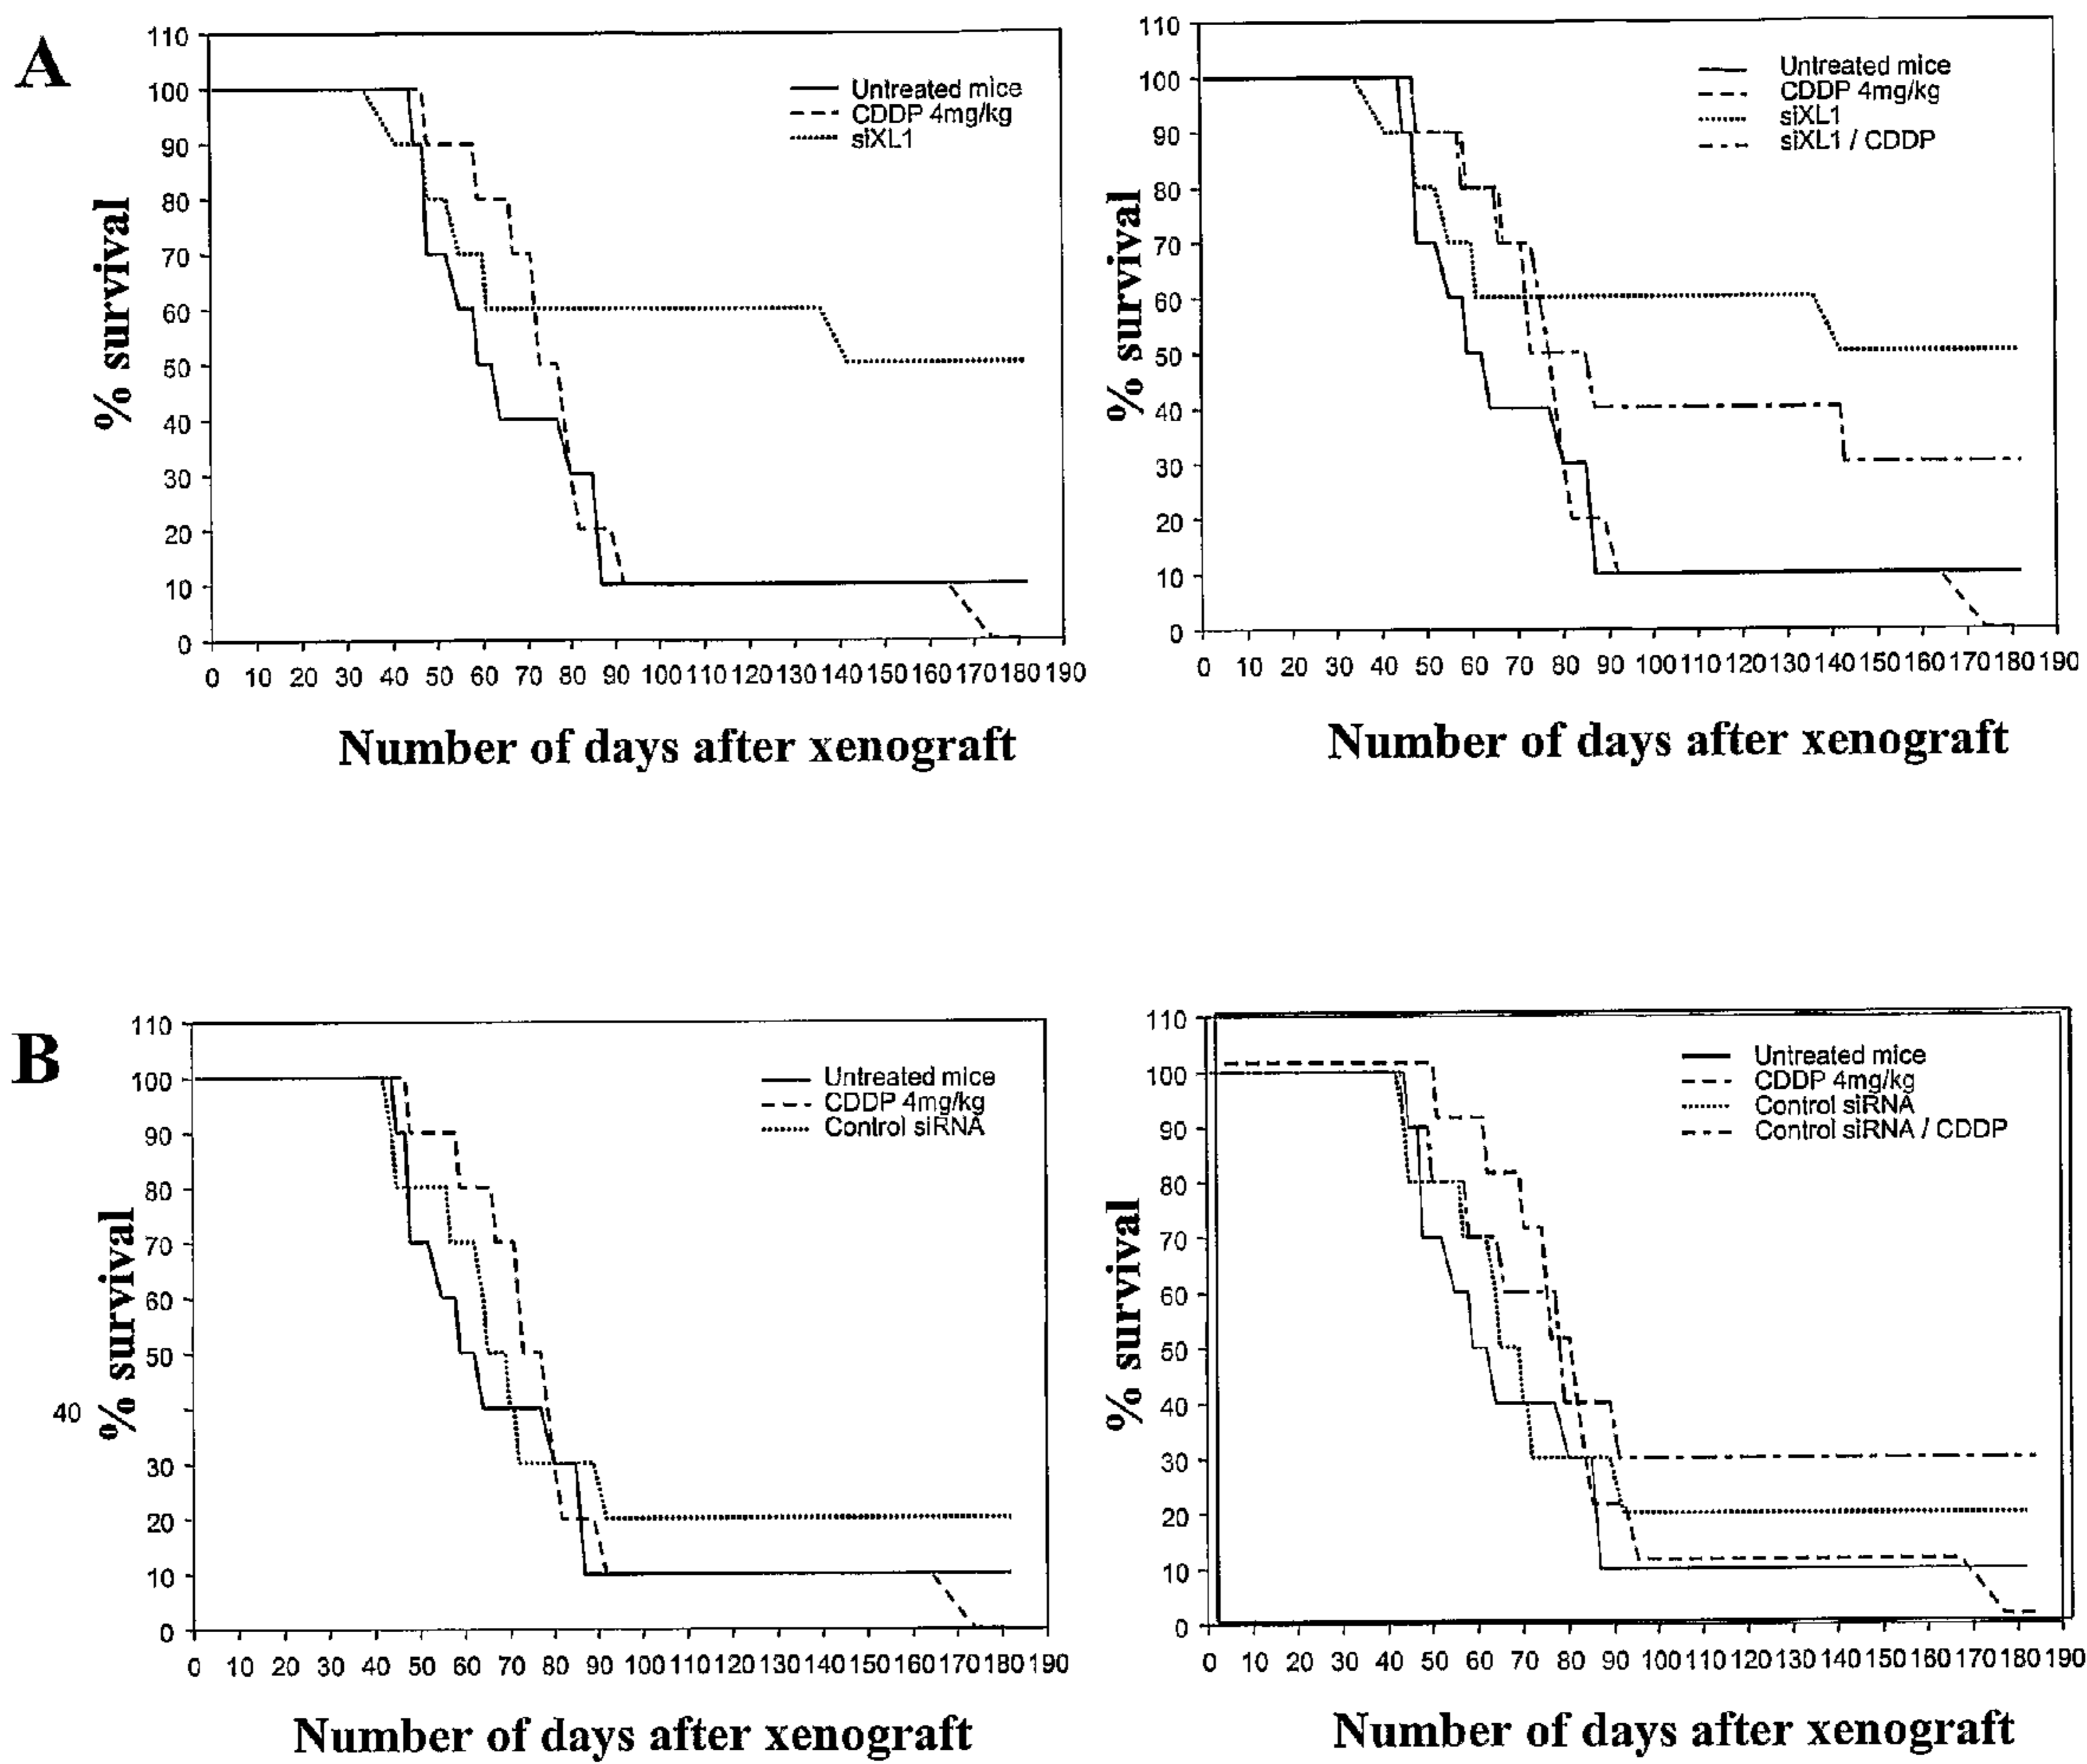 A
110
100
90
80
70
60
50
40
30
20
10
0
% survival
Untreated mice
CDDP 4mg/kg
siXL1
0 10 20 30 40 50 60 70 80 90 100 110 120 130 140 150 160 170 180 190
Number of days after xenograft
110
100
90
80
70
60
50
40
30
20
10
0
% survival
Untreated mice
CDDP 4mg/kg
siXL1
siXL1 / CDDP
0 10 20 30 40 50 60 70 80 90 100 110 120 130 140 150 160 170 180 190
Number of days after xenograft
B
110
100
90
80
70
60
50
40
30
20
10
0
% survival
Untreated mice
CDDP 4mg/kg
Control siRNA
0 10 20 30 40 50 60 70 80 90 100 110 120 130 140 150 160 170 180 190
Number of days after xenograft
110
100
90
80
70
60
50
40
30
20
10
0
% survival
Untreated mice
CDDP 4mg/kg
Control siRNA
Control siRNA / CDDP
0 10 20 30 40 50 60 70 80 90 100 110 120 130 140 150 160 170 180 190
Number of days after xenograft